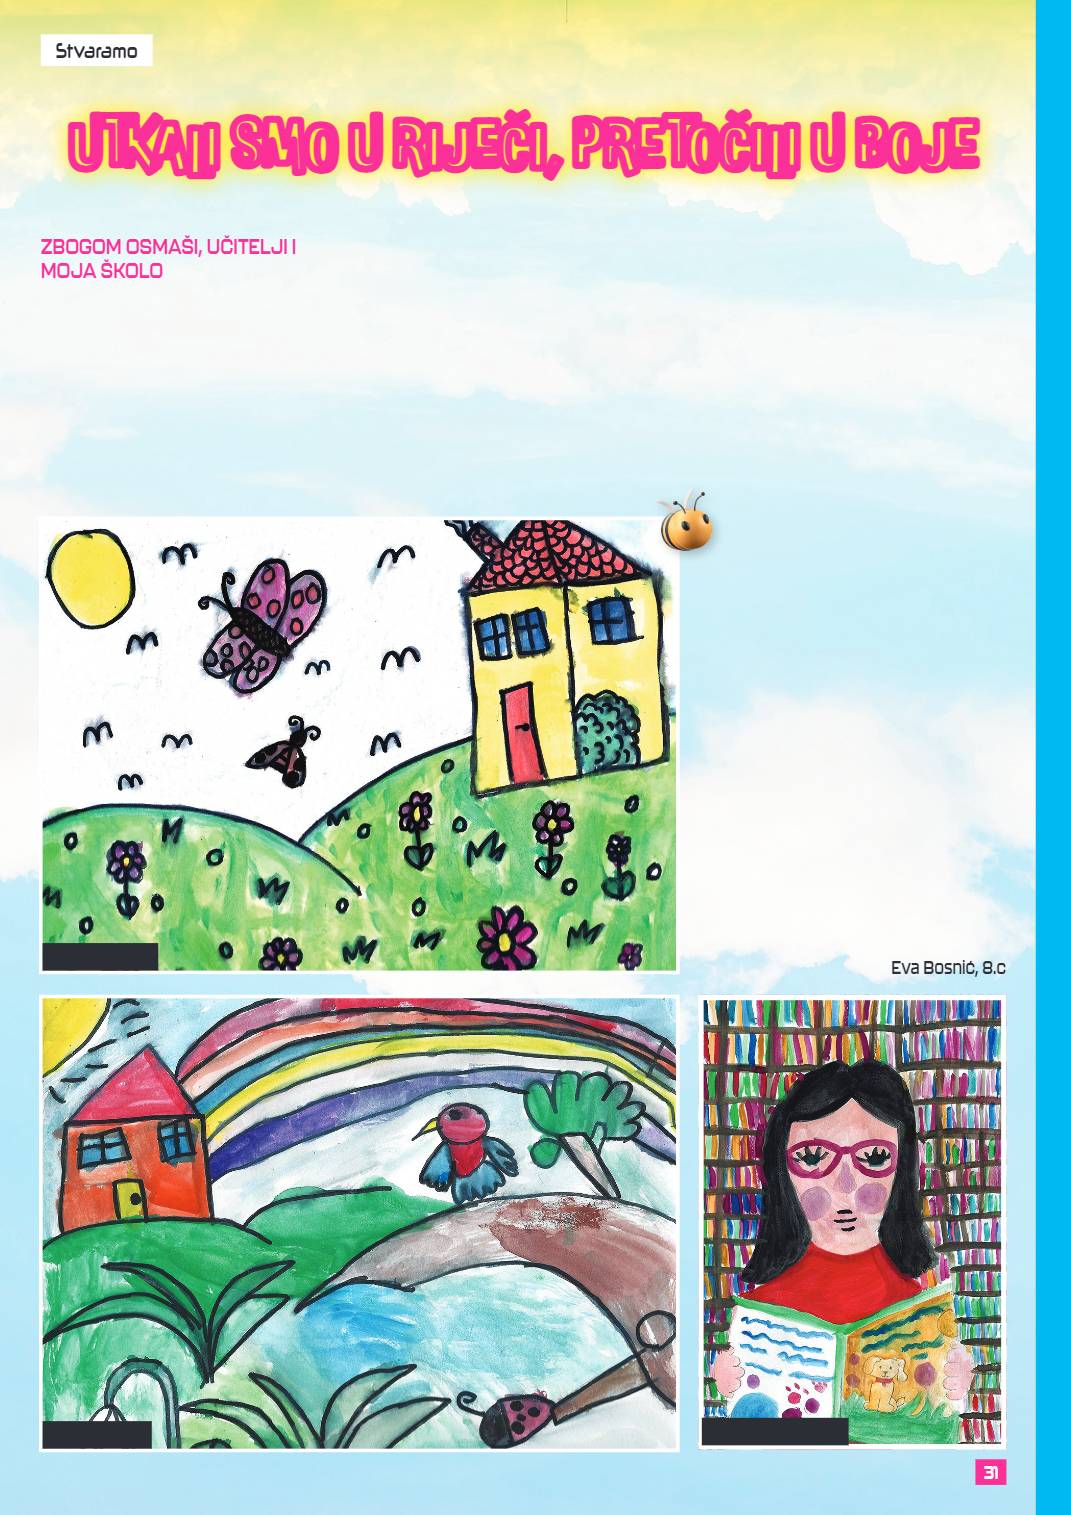 Stvaramo
UTKALI SMO U RIJEČI, PRETOČILI U BOJE
ZBOGOM OSMAŠI, UČITELJI I
MOJA ŠKOLO
Eva Bosnić, 8.c
31